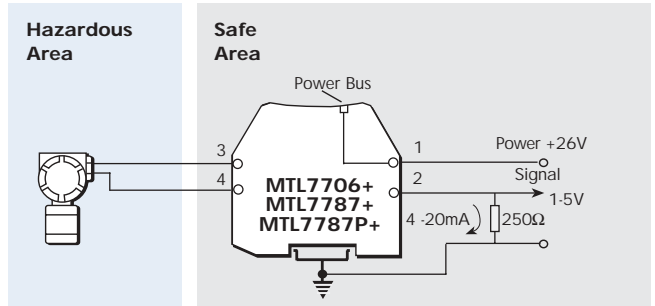 Hazardous
Area
Safe
Area
Power Bus
3
4
1
2
MTL7706+
MTL7787+
MTL7787P+
Power +26V
Signal
1-5V
4 -20mA
250Ω